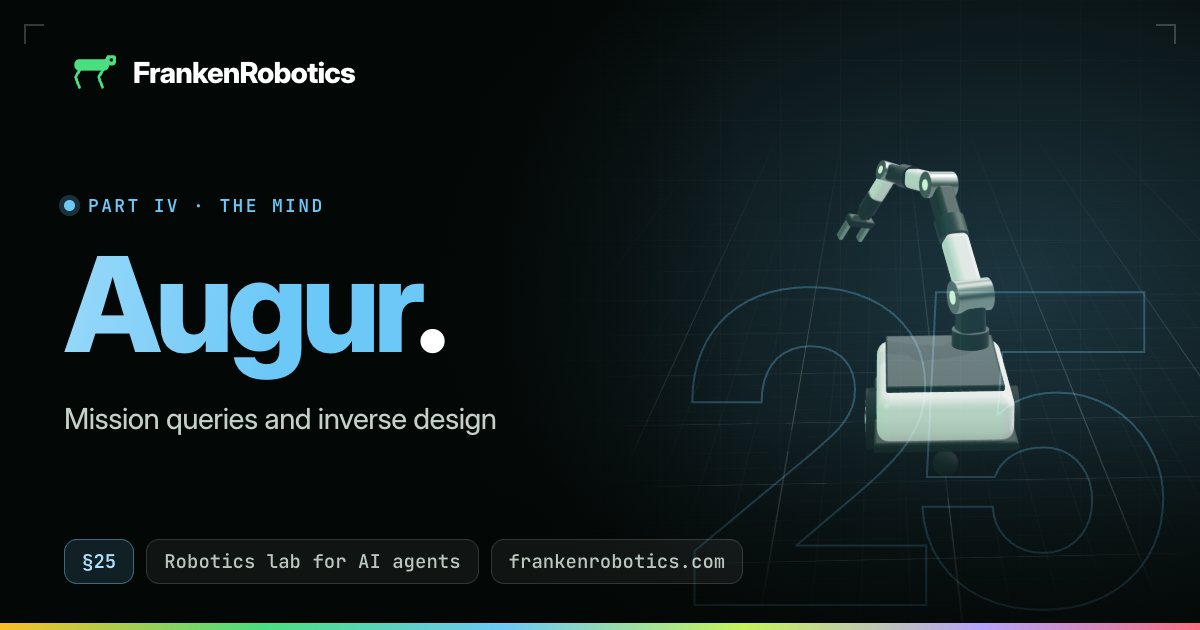 FrankenRobotics
PART IV · THE MIND
Augur.
Mission queries and inverse design
25
§25
Robotics lab for AI agents
frankenrobotics.com